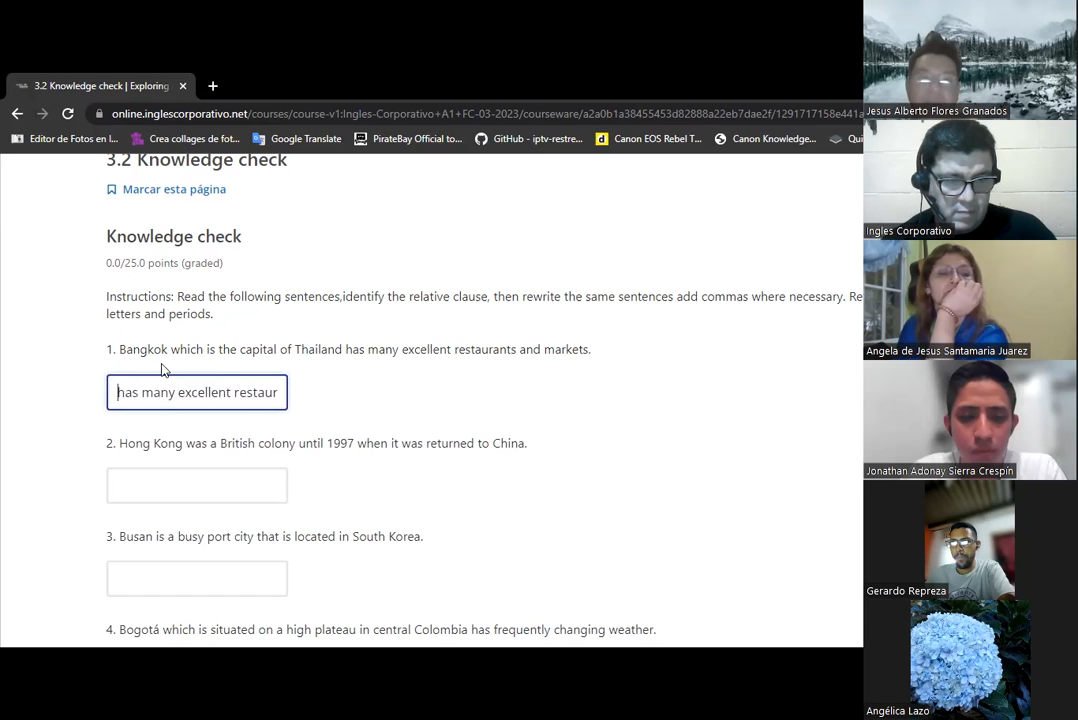 3.2 Knowledge check | Exploring
online.inglescorporativo.net/courses/course-v1:Ingles-Corporativo+A1+FC-03-2023/courseware/a2a0b1a38455453d82888a22eb7dae2f/1291717158e441a
Editor de Fotos en l...
Crea collages de fot...
Google Translate
PirateBay Official to...
GitHub - iptv-restre...
Canon EOS Rebel T...
Canon Knowledge...
Qui
3.2 Knowledge check
Marcar esta página
Knowledge check
0.0/25.0 points (graded)
Instructions: Read the following sentences,identify the relative clause, then rewrite the same sentences add commas where necessary. Re
letters and periods.
1. Bangkok which is the capital of Thailand has many excellent restaurants and markets.
has many excellent restaur
2. Hong Kong was a British colony until 1997 when it was returned to China.
3. Busan is a busy port city that is located in South Korea.
4. Bogotá which is situated on a high plateau in central Colombia has frequently changing weather.
Jesus Alberto Flores Granados
Ingles Corporativo
Angela de Jesus Santamaria Juarez
Jonathan Adonay Sierra Crespín
Gerardo Repreza
Angélica Lazo